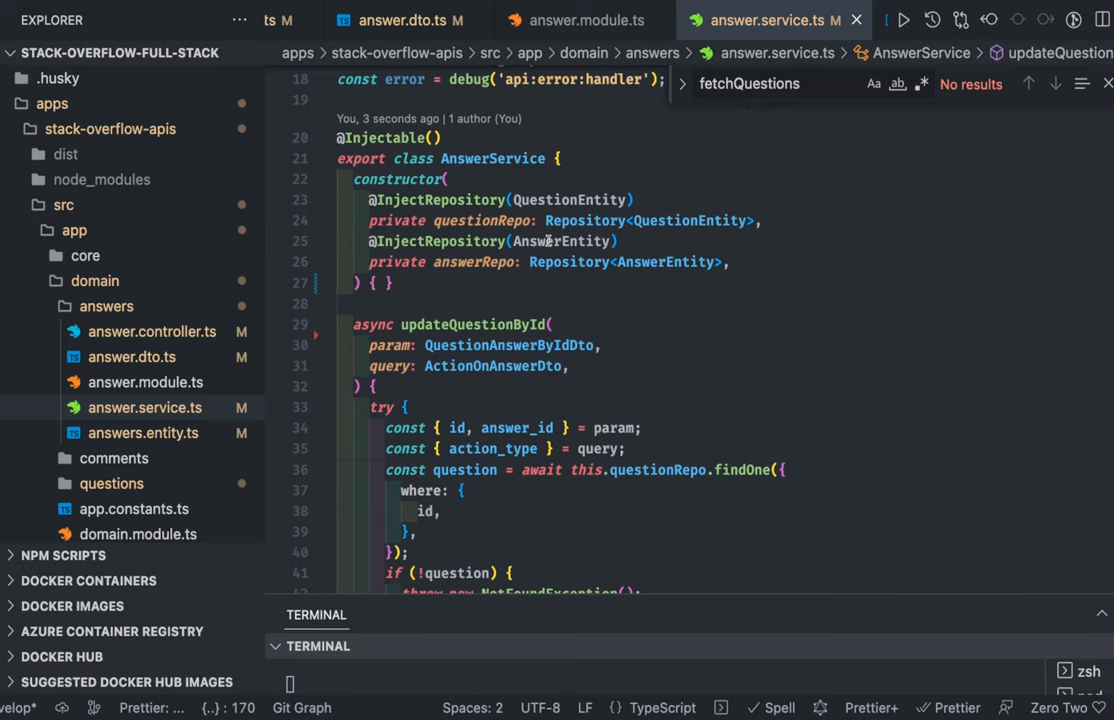 EXPLORER ···
ts M
answer.dto.ts M
answer.module.ts
answer.service.ts M
STACK-OVERFLOW-FULL-STACK
apps > stack-overflow-apis > src > app > domain > answers > answer.service.ts > AnswerService > updateQuestion
fetchQuestions Aa ab .* No results
.husky
apps
stack-overflow-apis
dist
node_modules
src
app
core
domain
answers
answer.controller.ts M
answer.dto.ts M
answer.module.ts
answer.service.ts M
answers.entity.ts M
comments
questions
app.constants.ts
domain.module.ts
NPM SCRIPTS
DOCKER CONTAINERS
DOCKER IMAGES
AZURE CONTAINER REGISTRY
DOCKER HUB
SUGGESTED DOCKER HUB IMAGES
18 const error = debug('api:error:handler');
19
You, 3 seconds ago | 1 author (You)
20 @Injectable()
21 export class AnswerService {
22 constructor(
23 @InjectRepository(QuestionEntity)
24 private questionRepo: Repository<QuestionEntity>,
25 @InjectRepository(AnswerEntity)
26 private answerRepo: Repository<AnswerEntity>,
27 ) { }
28
29 async updateQuestionById(
30 param: QuestionAnswerByIdDto,
31 query: ActionOnAnswerDto,
32 ) {
33 try {
34 const { id, answer_id } = param;
35 const { action_type } = query;
36 const question = await this.questionRepo.findOne({
37 where: {
38 id,
39 },
40 });
41 if (!question) {
42 throw new NotFoundException();
TERMINAL
TERMINAL
zsh
velop* Prettier: ... {..} : 170 Git Graph Spaces: 2 UTF-8 LF {} TypeScript Spell Prettier+ Prettier Zero Two